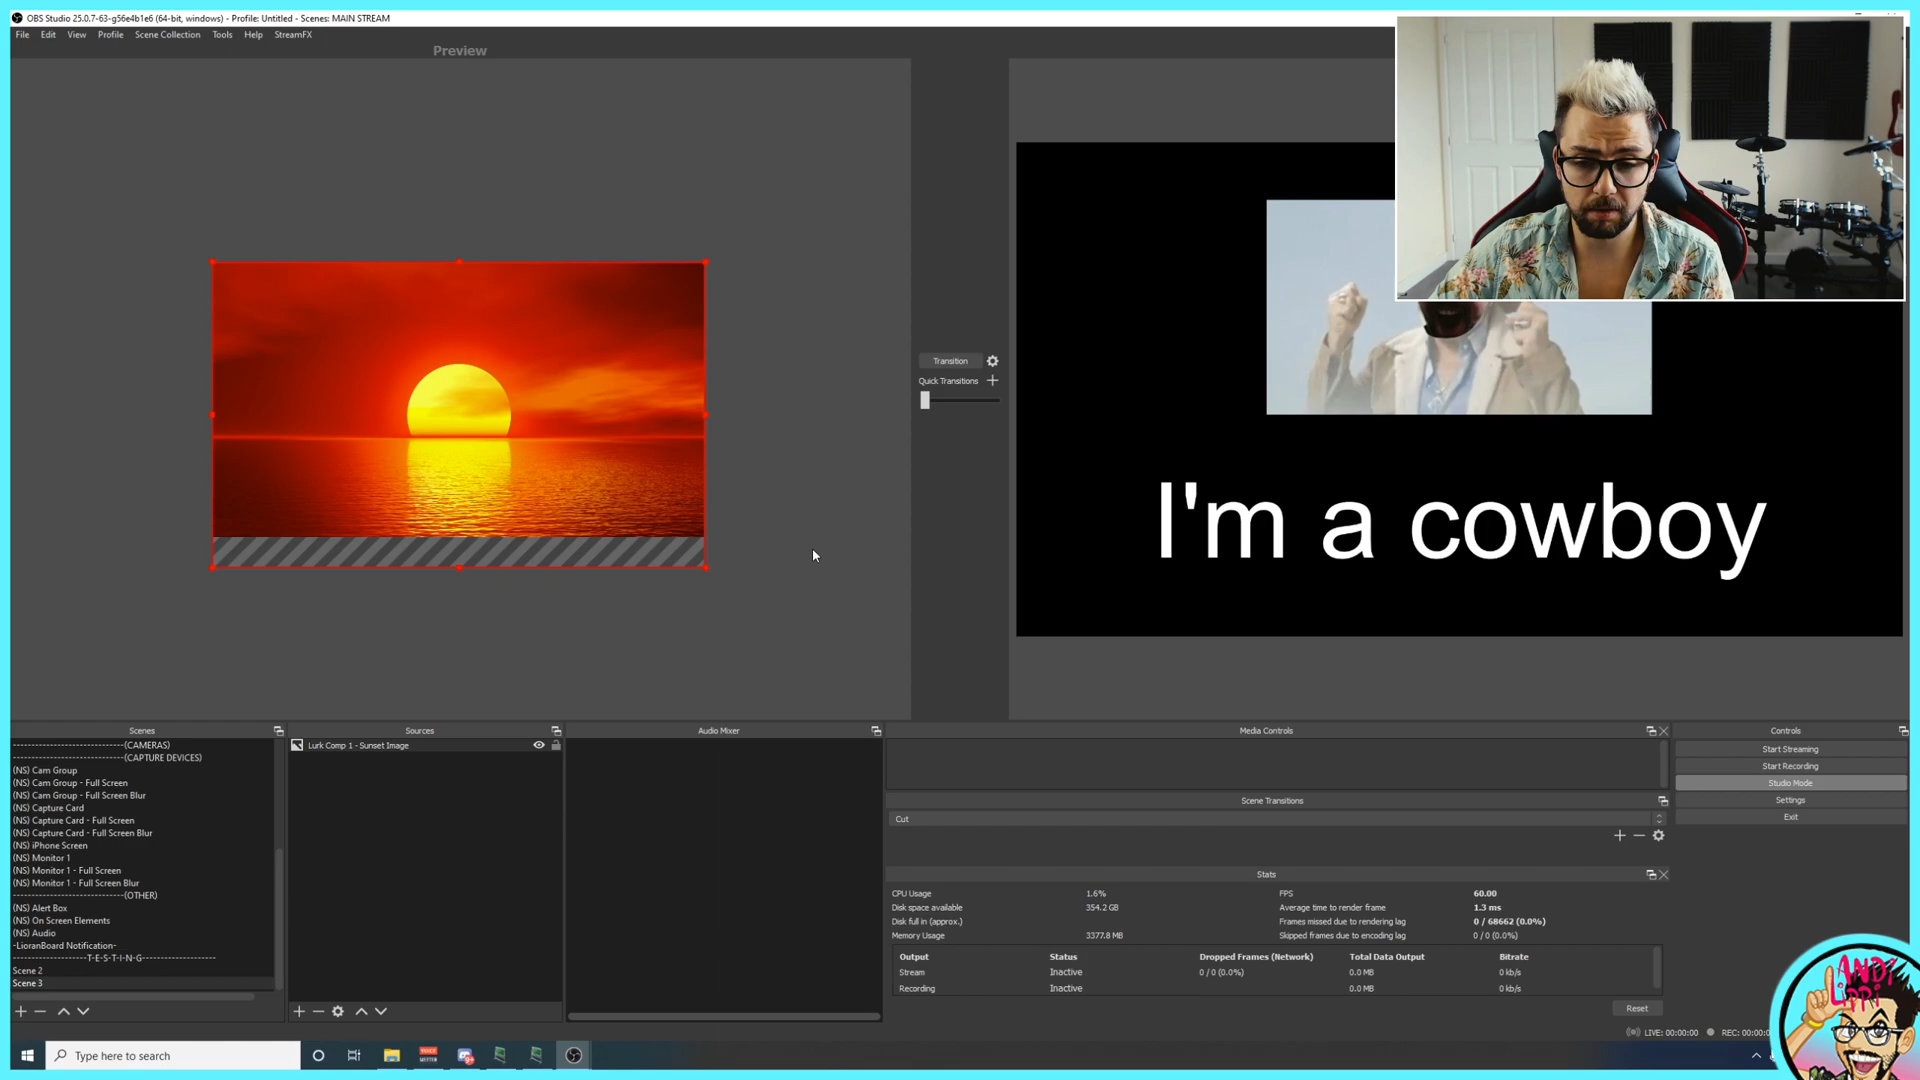 OBS Studio 25.0.7-63-g56e4b1e6 (64-bit, windows) - Profile: Untitled - Scenes: MAIN STREAM
File Edit View Profile Scene Collection Tools Help StreamFX
Preview
Transition
Quick Transitions
I'm a cowboy
Scenes
------------------------------(CAMERAS)
------------------------------(CAPTURE DEVICES)
(NS) Cam Group
(NS) Cam Group - Full Screen
(NS) Cam Group - Full Screen Blur
(NS) Capture Card
(NS) Capture Card - Full Screen
(NS) Capture Card - Full Screen Blur
(NS) iPhone Screen
(NS) Monitor 1
(NS) Monitor 1 - Full Screen
(NS) Monitor 1 - Full Screen Blur
------------------------------(OTHER)
(NS) Alert Box
(NS) On Screen Elements
(NS) Audio
-LioranBoard Notification-
---------------------T-E-S-T-I-N-G--------------------
Scene 2
Scene 3
Sources
Lurk Comp 1 - Sunset Image
Audio Mixer
Media Controls
Scene Transitions
Cut
Stats
CPU Usage 1.6% FPS 60.00
Disk space available 354.2 GB Average time to render frame 1.3 ms
Disk full in (approx.) Frames missed due to rendering lag 0 / 68662 (0.0%)
Memory Usage 3377.8 MB Skipped frames due to encoding lag 0 / 0 (0.0%)
Output Status Dropped Frames (Network) Total Data Output Bitrate
Stream Inactive 0 / 0 (0.0%) 0.0 MB 0 kb/s
Recording Inactive 0.0 MB 0 kb/s
Reset
Controls
Start Streaming
Start Recording
Studio Mode
Settings
Exit
LIVE: 00:00:00 REC: 00:00:0
Type here to search
ANDI
LIPPI